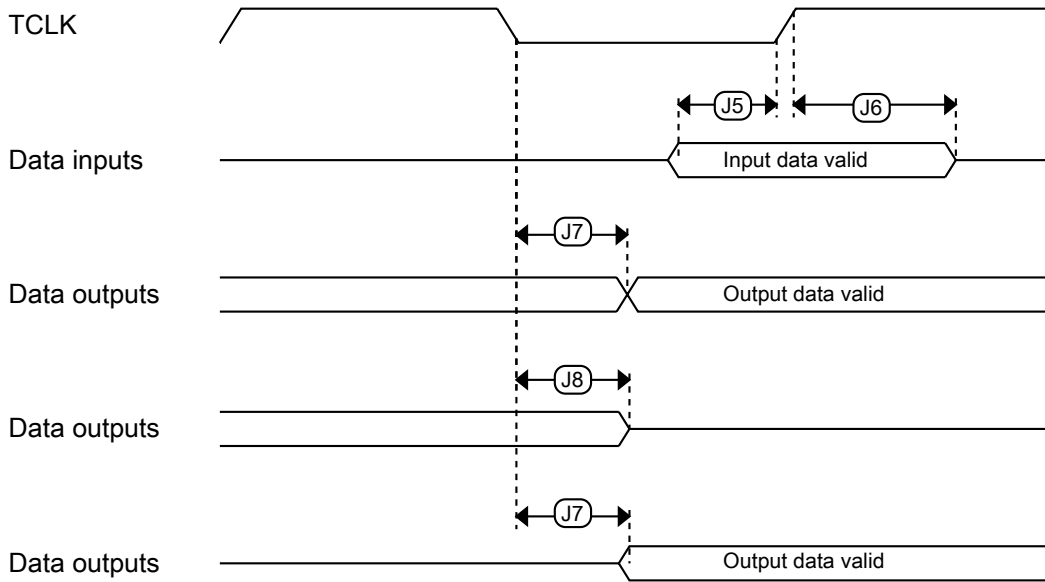 TCLK
J5
J6
Data inputs
Input data valid
J7
Data outputs
Output data valid
J8
Data outputs
J7
Data outputs
Output data valid